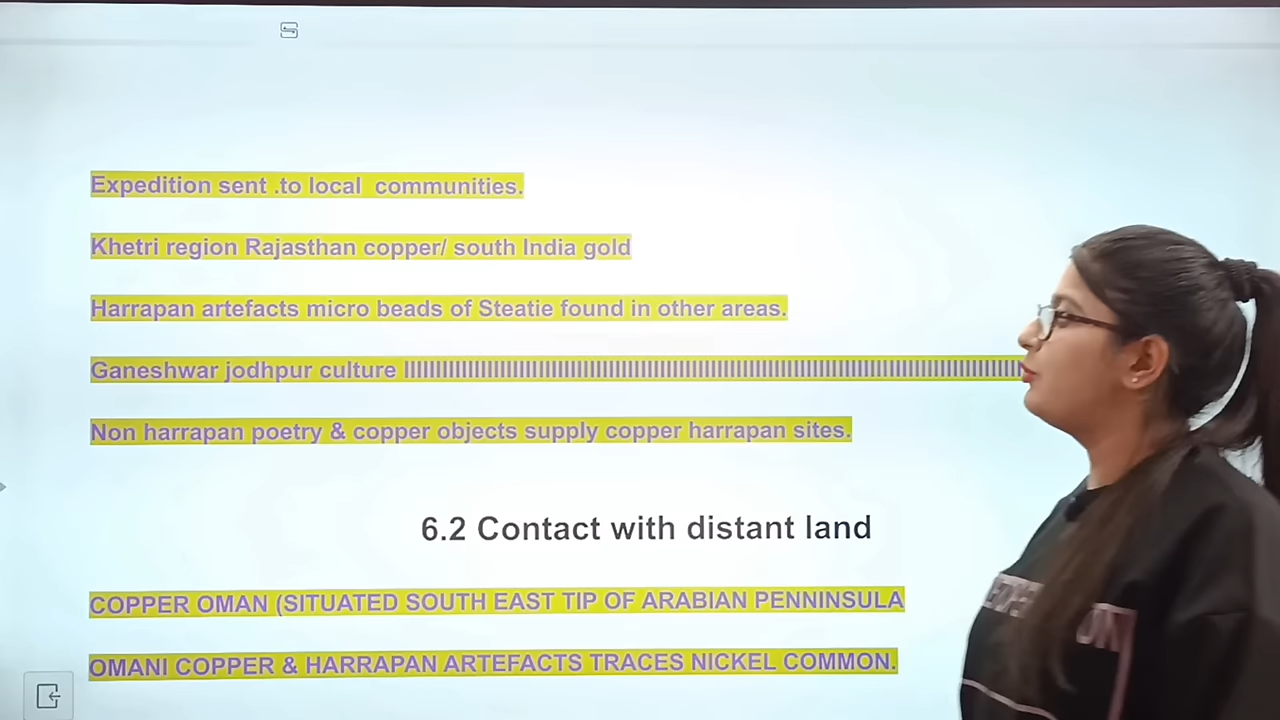 Expedition sent .to local communities.
Khetri region Rajasthan copper/ south India gold
Harrapan artefacts micro beads of Steatie found in other areas.
Ganeshwar jodhpur culture
Non harrapan poetry & copper objects supply copper harrapan sites.
6.2 Contact with distant land
COPPER OMAN (SITUATED SOUTH EAST TIP OF ARABIAN PENNINSULA
OMANI COPPER & HARRAPAN ARTEFACTS TRACES NICKEL COMMON.